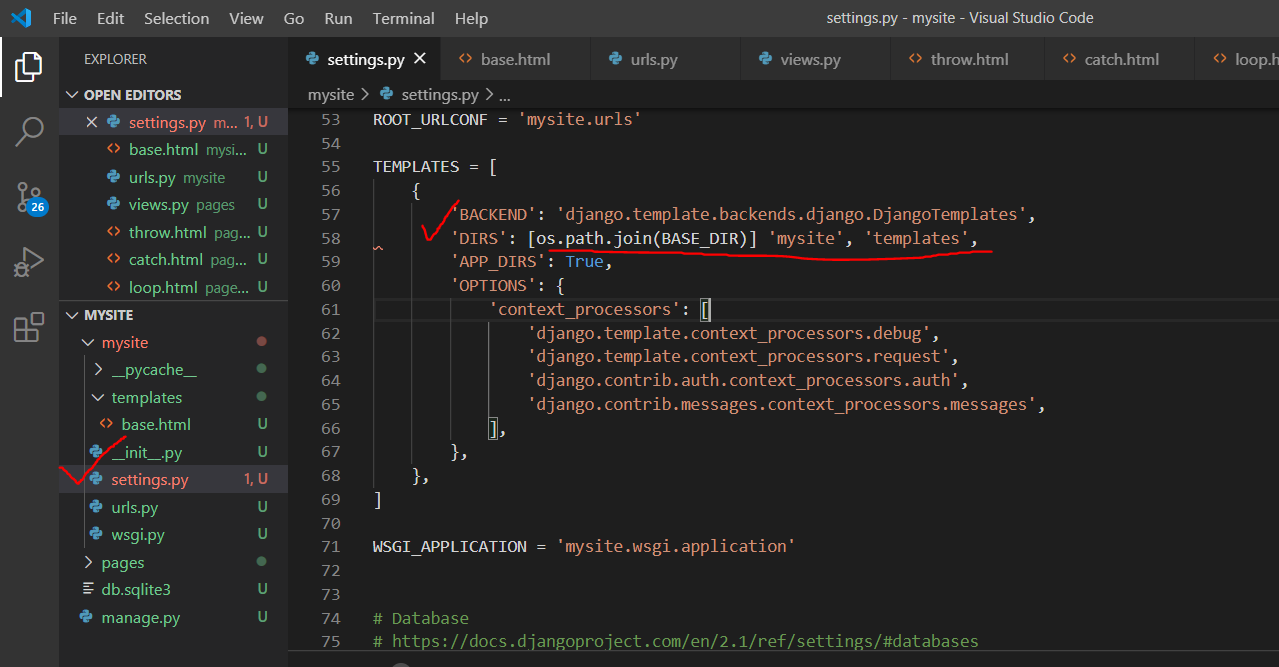 File Edit Selection View Go Run Terminal Help
settings.py - mysite - Visual Studio Code
EXPLORER
settings.py
base.html
urls.py
views.py
throw.html
catch.html
loop.h
OPEN EDITORS
settings.py m... 1, U
base.html mysi... U
urls.py mysite U
views.py pages U
throw.html pag... U
catch.html pag... U
loop.html page... U
26
MYSITE
mysite
__pycache__
templates
base.html U
__init__.py U
settings.py 1, U
urls.py U
wsgi.py U
pages
db.sqlite3 U
manage.py U
mysite > settings.py > ...
53 ROOT_URLCONF = 'mysite.urls'
54
55 TEMPLATES = [
56 {
57 'BACKEND': 'django.template.backends.django.DjangoTemplates',
58 'DIRS': [os.path.join(BASE_DIR)] 'mysite', 'templates',
59 'APP_DIRS': True,
60 'OPTIONS': {
61 'context_processors': [
62 'django.template.context_processors.debug',
63 'django.template.context_processors.request',
64 'django.contrib.auth.context_processors.auth',
65 'django.contrib.messages.context_processors.messages',
66 ],
67 },
68 },
69 ]
70
71 WSGI_APPLICATION = 'mysite.wsgi.application'
72
73
74 # Database
75 # https://docs.djangoproject.com/en/2.1/ref/settings/#databases